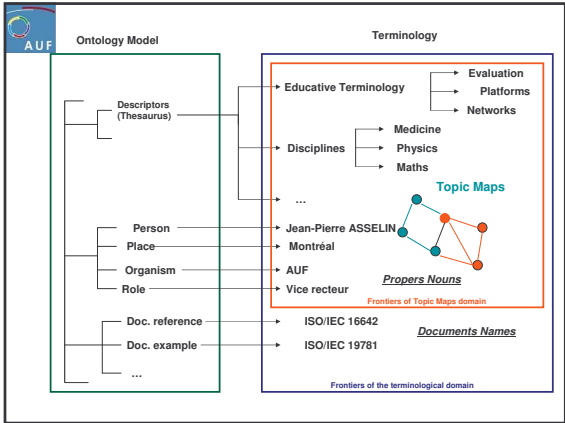 AUF
Ontology Model
Terminology
Descriptors
(Thesaurus)
Educative Terminology
Evaluation
Platforms
Networks
Disciplines
Medicine
Physics
Maths
...
Topic Maps
Person
Jean-Pierre ASSELIN
Place
Montréal
Organism
AUF
Propers Nouns
Role
Vice recteur
Frontiers of Topic Maps domain
Doc. reference
ISO/IEC 16642
Documents Names
Doc. example
ISO/IEC 19781
...
Frontiers of the terminological domain